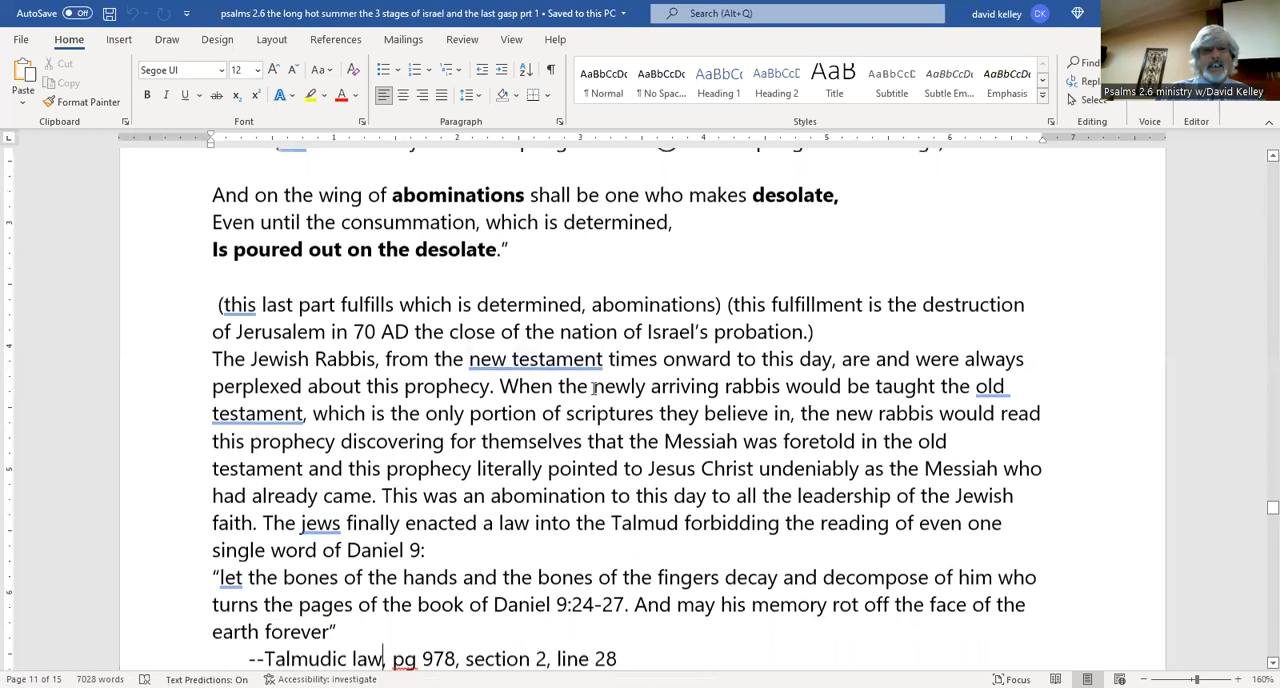 AutoSave Off psalms 2.6 the long hot summer the 3 stages of israel and the last gasp prt 1 • Saved to this PC Search (Alt+Q) david kelley DK
File Home Insert Draw Design Layout References Mailings Review View Help
Paste Cut Copy Format Painter
Segoe UI 12
AaBbCcDc AaBbCcDc AaBbCc AaBbCcD AaB AaBbCcD AaBbCcDc AaBbCcDc
¶ Normal ¶ No Spac... Heading 1 Heading 2 Title Subtitle Subtle Em... Emphasis
Psalms 2.6 ministry w/David Kelley
Clipboard Font Paragraph Styles Editing Voice Editor
And on the wing of abominations shall be one who makes desolate,
Even until the consummation, which is determined,
Is poured out on the desolate.”
(this last part fulfills which is determined, abominations) (this fulfillment is the destruction
of Jerusalem in 70 AD the close of the nation of Israel’s probation.)
The Jewish Rabbis, from the new testament times onward to this day, are and were always
perplexed about this prophecy. When the newly arriving rabbis would be taught the old
testament, which is the only portion of scriptures they believe in, the new rabbis would read
this prophecy discovering for themselves that the Messiah was foretold in the old
testament and this prophecy literally pointed to Jesus Christ undeniably as the Messiah who
had already came. This was an abomination to this day to all the leadership of the Jewish
faith. The jews finally enacted a law into the Talmud forbidding the reading of even one
single word of Daniel 9:
“let the bones of the hands and the bones of the fingers decay and decompose of him who
turns the pages of the book of Daniel 9:24-27. And may his memory rot off the face of the
earth forever”
--Talmudic law, pg 978, section 2, line 28
Page 11 of 15 7028 words Text Predictions: On Accessibility: investigate Focus 160%